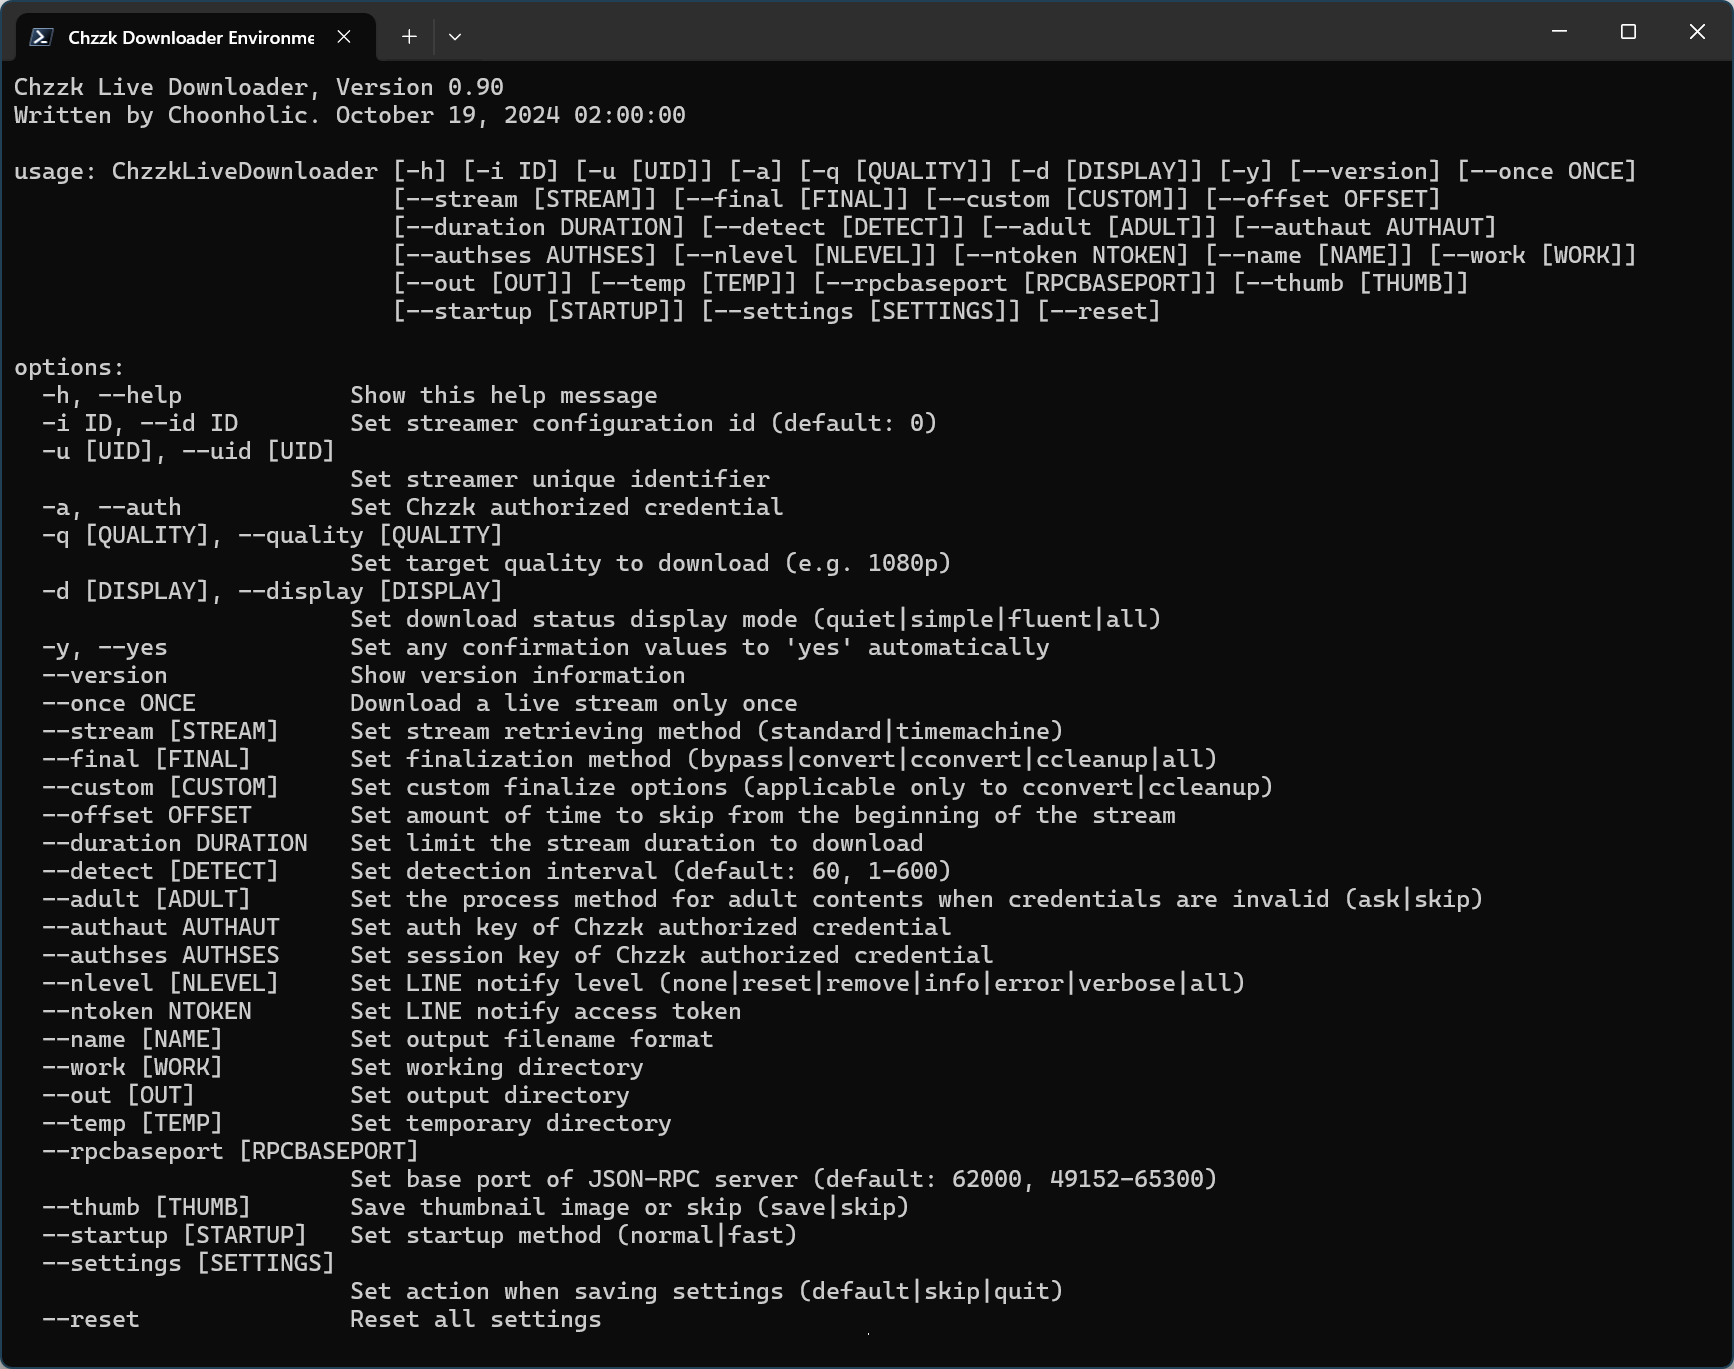 Chzzk Downloader Environme
Chzzk Live Downloader, Version 0.90
Written by Choonholic. October 19, 2024 02:00:00
usage: ChzzkLiveDownloader [-h] [-i ID] [-u [UID]] [-a] [-q [QUALITY]] [-d [DISPLAY]] [-y] [--version] [--once ONCE]
[--stream [STREAM]] [--final [FINAL]] [--custom [CUSTOM]] [--offset OFFSET]
[--duration DURATION] [--detect [DETECT]] [--adult [ADULT]] [--authaut AUTHAUT]
[--authses AUTHSES] [--nlevel [NLEVEL]] [--ntoken NTOKEN] [--name [NAME]] [--work [WORK]]
[--out [OUT]] [--temp [TEMP]] [--rpcbaseport [RPCBASEPORT]] [--thumb [THUMB]]
[--startup [STARTUP]] [--settings [SETTINGS]] [--reset]
options:
-h, --help Show this help message
-i ID, --id ID Set streamer configuration id (default: 0)
-u [UID], --uid [UID]
Set streamer unique identifier
-a, --auth Set Chzzk authorized credential
-q [QUALITY], --quality [QUALITY]
Set target quality to download (e.g. 1080p)
-d [DISPLAY], --display [DISPLAY]
Set download status display mode (quiet|simple|fluent|all)
-y, --yes Set any confirmation values to 'yes' automatically
--version Show version information
--once ONCE Download a live stream only once
--stream [STREAM] Set stream retrieving method (standard|timemachine)
--final [FINAL] Set finalization method (bypass|convert|cconvert|ccleanup|all)
--custom [CUSTOM] Set custom finalize options (applicable only to cconvert|ccleanup)
--offset OFFSET Set amount of time to skip from the beginning of the stream
--duration DURATION Set limit the stream duration to download
--detect [DETECT] Set detection interval (default: 60, 1-600)
--adult [ADULT] Set the process method for adult contents when credentials are invalid (ask|skip)
--authaut AUTHAUT Set auth key of Chzzk authorized credential
--authses AUTHSES Set session key of Chzzk authorized credential
--nlevel [NLEVEL] Set LINE notify level (none|reset|remove|info|error|verbose|all)
--ntoken NTOKEN Set LINE notify access token
--name [NAME] Set output filename format
--work [WORK] Set working directory
--out [OUT] Set output directory
--temp [TEMP] Set temporary directory
--rpcbaseport [RPCBASEPORT]
Set base port of JSON-RPC server (default: 62000, 49152-65300)
--thumb [THUMB] Save thumbnail image or skip (save|skip)
--startup [STARTUP] Set startup method (normal|fast)
--settings [SETTINGS]
Set action when saving settings (default|skip|quit)
--reset Reset all settings